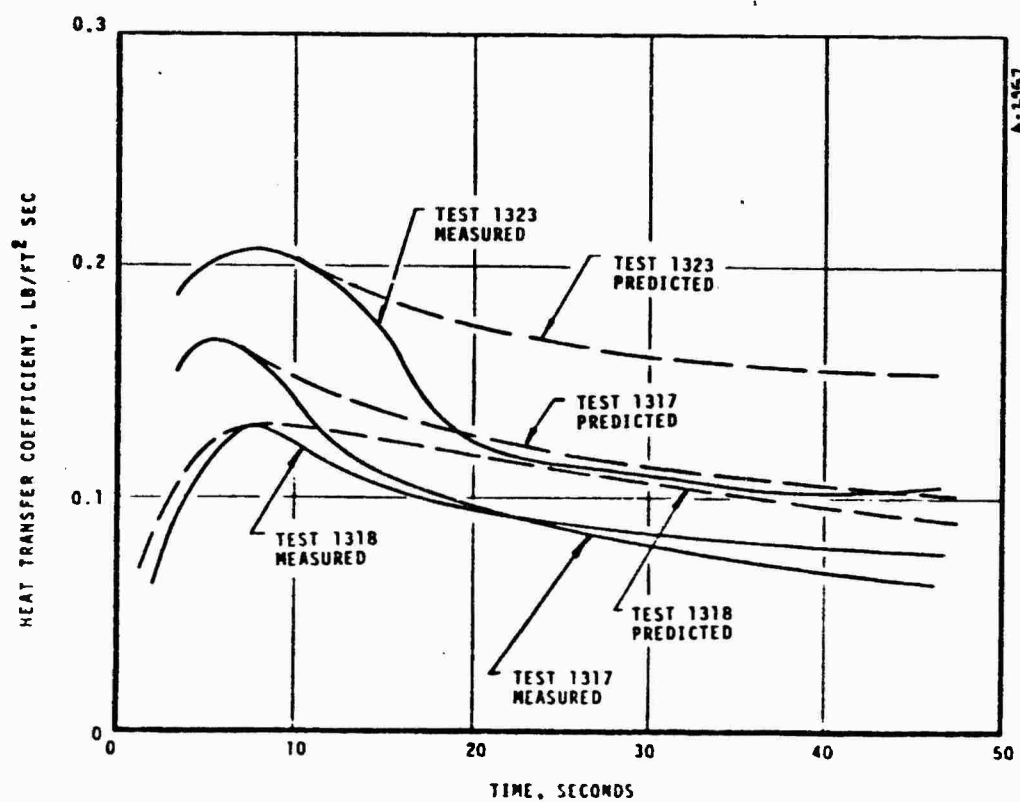 0.3
0.2
0.1
0
HEAT TRANSFER COEFFICIENT, LB/FT² SEC
TEST 1323
MEASURED
TEST 1323
PREDICTED
TEST 1317
PREDICTED
TEST 1318
MEASURED
TEST 1318
PREDICTED
TEST 1317
MEASURED
0 10 20 30 40 50
TIME, SECONDS